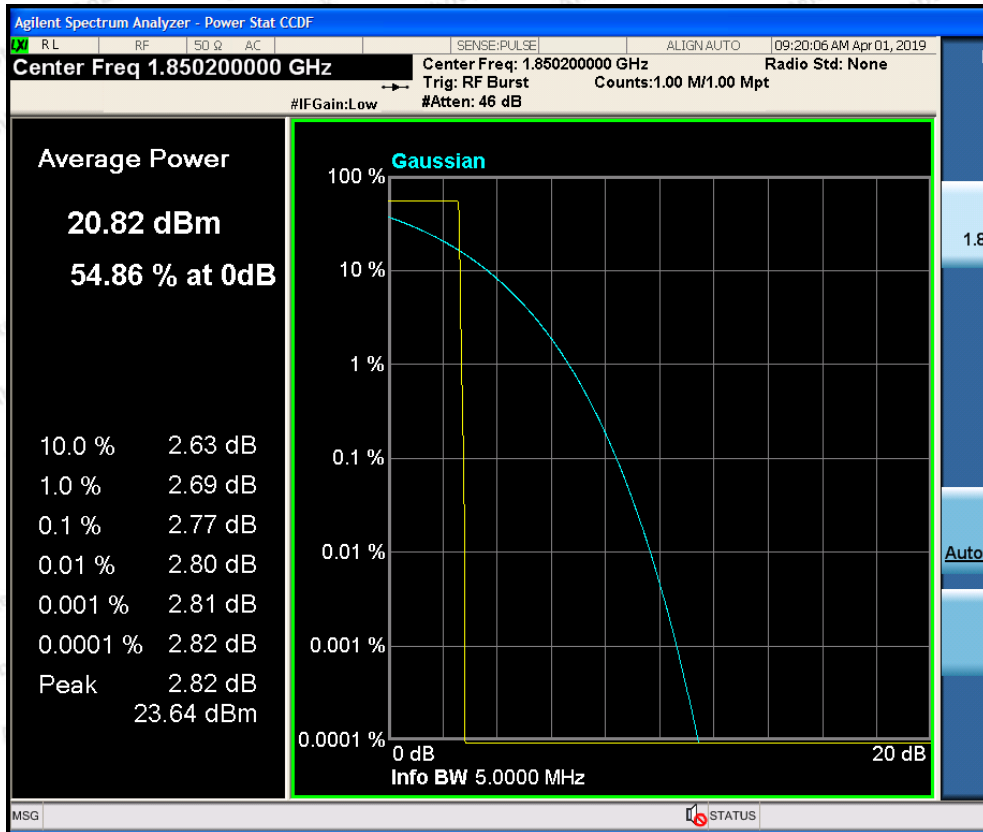 Agilent Spectrum Analyzer - Power Stat CCDF
LXI RL RF 50 Ω AC SENSE:PULSE ALIGN AUTO 09:20:06 AM Apr 01, 2019
Center Freq 1.850200000 GHz Center Freq: 1.850200000 GHz Radio Std: None
Trig: RF Burst Counts:1.00 M/1.00 Mpt
#IFGain:Low #Atten: 46 dB
Average Power
20.82 dBm
54.86 % at 0dB
10.0 % 2.63 dB
1.0 % 2.69 dB
0.1 % 2.77 dB
0.01 % 2.80 dB
0.001 % 2.81 dB
0.0001 % 2.82 dB
Peak 2.82 dB
23.64 dBm
Gaussian
100 %
10 %
1 %
0.1 %
0.01 %
0.001 %
0.0001 %
0 dB 20 dB
Info BW 5.0000 MHz
1.8
Auto
MSG STATUS